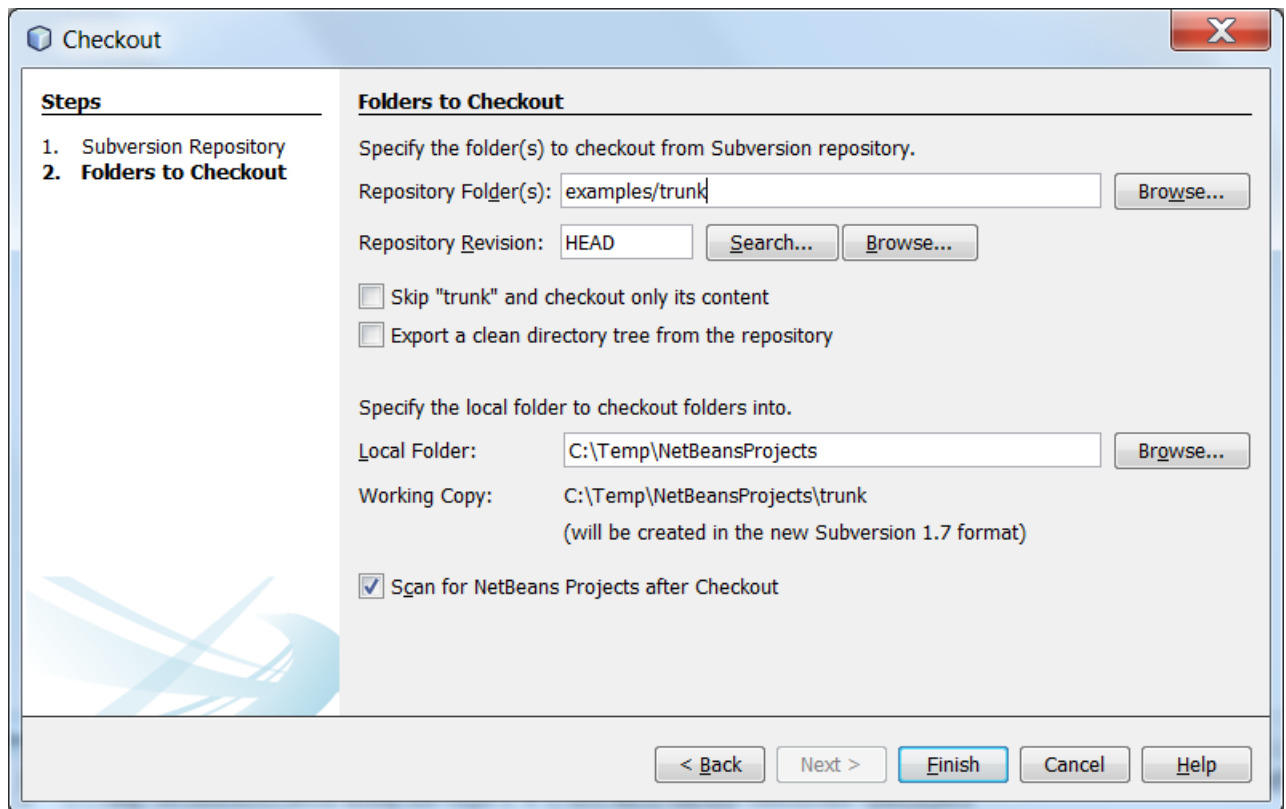 Checkout
Steps
1. Subversion Repository
2. Folders to Checkout
Folders to Checkout
Specify the folder(s) to checkout from Subversion repository.
Repository Folder(s): examples/trunk Browse...
Repository Revision: HEAD Search... Browse...
Skip "trunk" and checkout only its content
Export a clean directory tree from the repository
Specify the local folder to checkout folders into.
Local Folder: C:\Temp\NetBeansProjects Browse...
Working Copy: C:\Temp\NetBeansProjects\trunk
(will be created in the new Subversion 1.7 format)
Scan for NetBeans Projects after Checkout
< Back Next > Finish Cancel Help